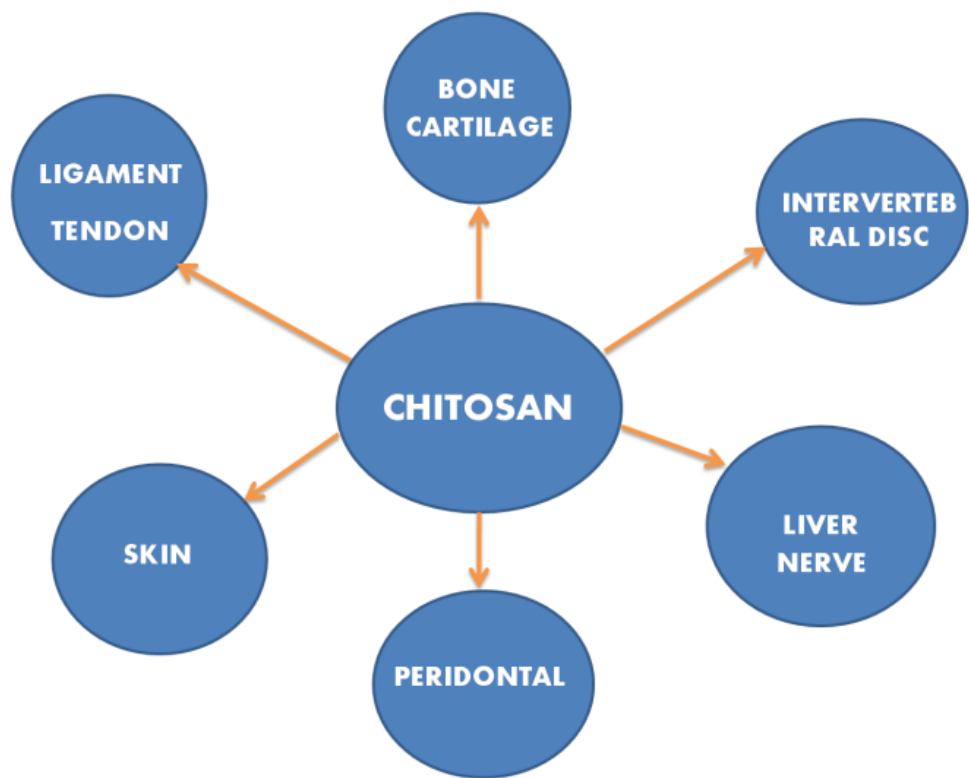 BONE
CARTILAGE
LIGAMENT
TENDON
INTERVERTEB
RAL DISC
CHITOSAN
SKIN
LIVER
NERVE
PERIDONTAL